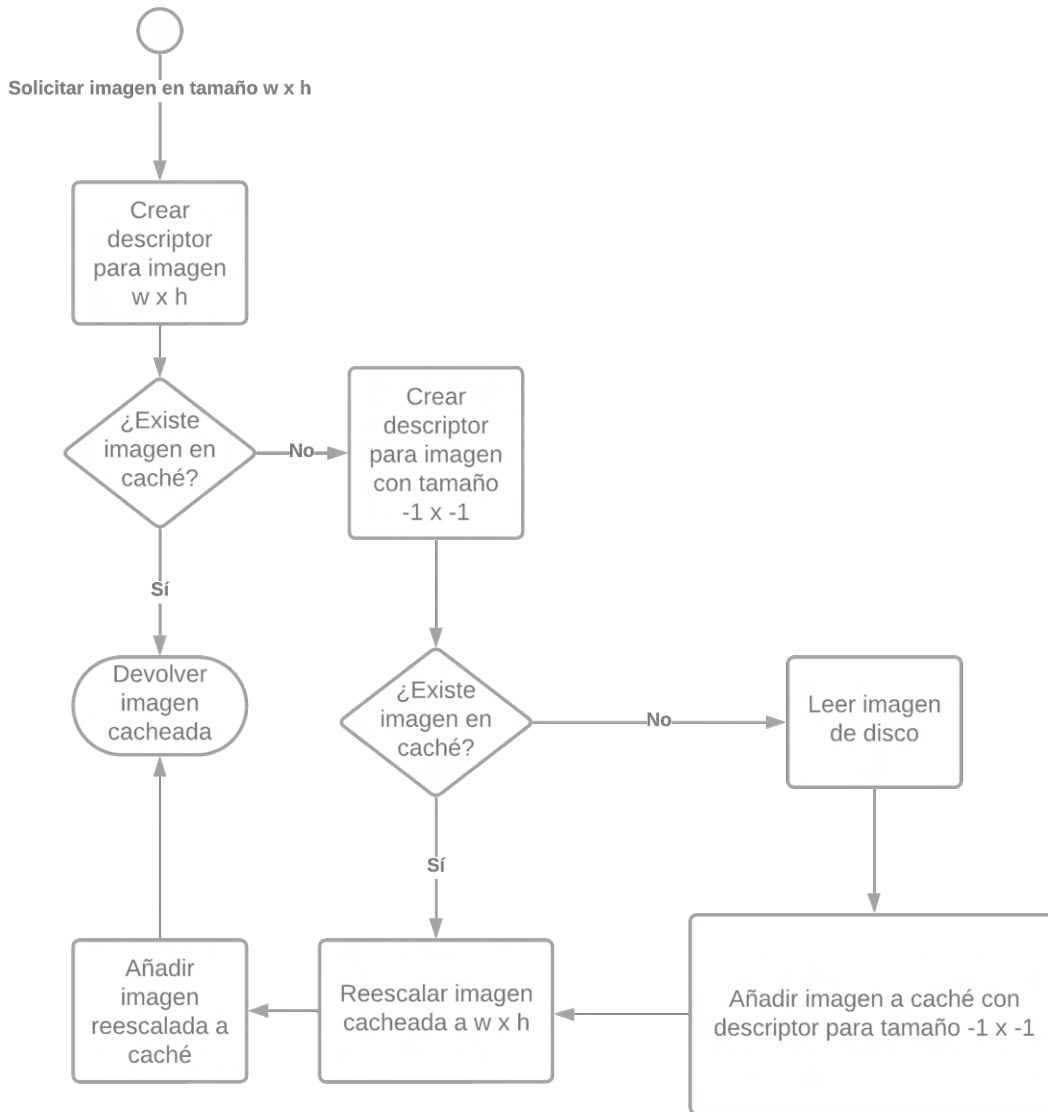 Solicitar imagen en tamaño w x h
Crear
descriptor
para imagen
w x h
¿Existe
imagen en
caché?
No
Crear
descriptor
para imagen
con tamaño
-1 x -1
Sí
Devolver
imagen
cacheada
¿Existe
imagen en
caché?
No
Leer imagen
de disco
Sí
Añadir
imagen
reescalada a
caché
Reescalar imagen
cacheada a w x h
Añadir imagen a caché con
descriptor para tamaño -1 x -1